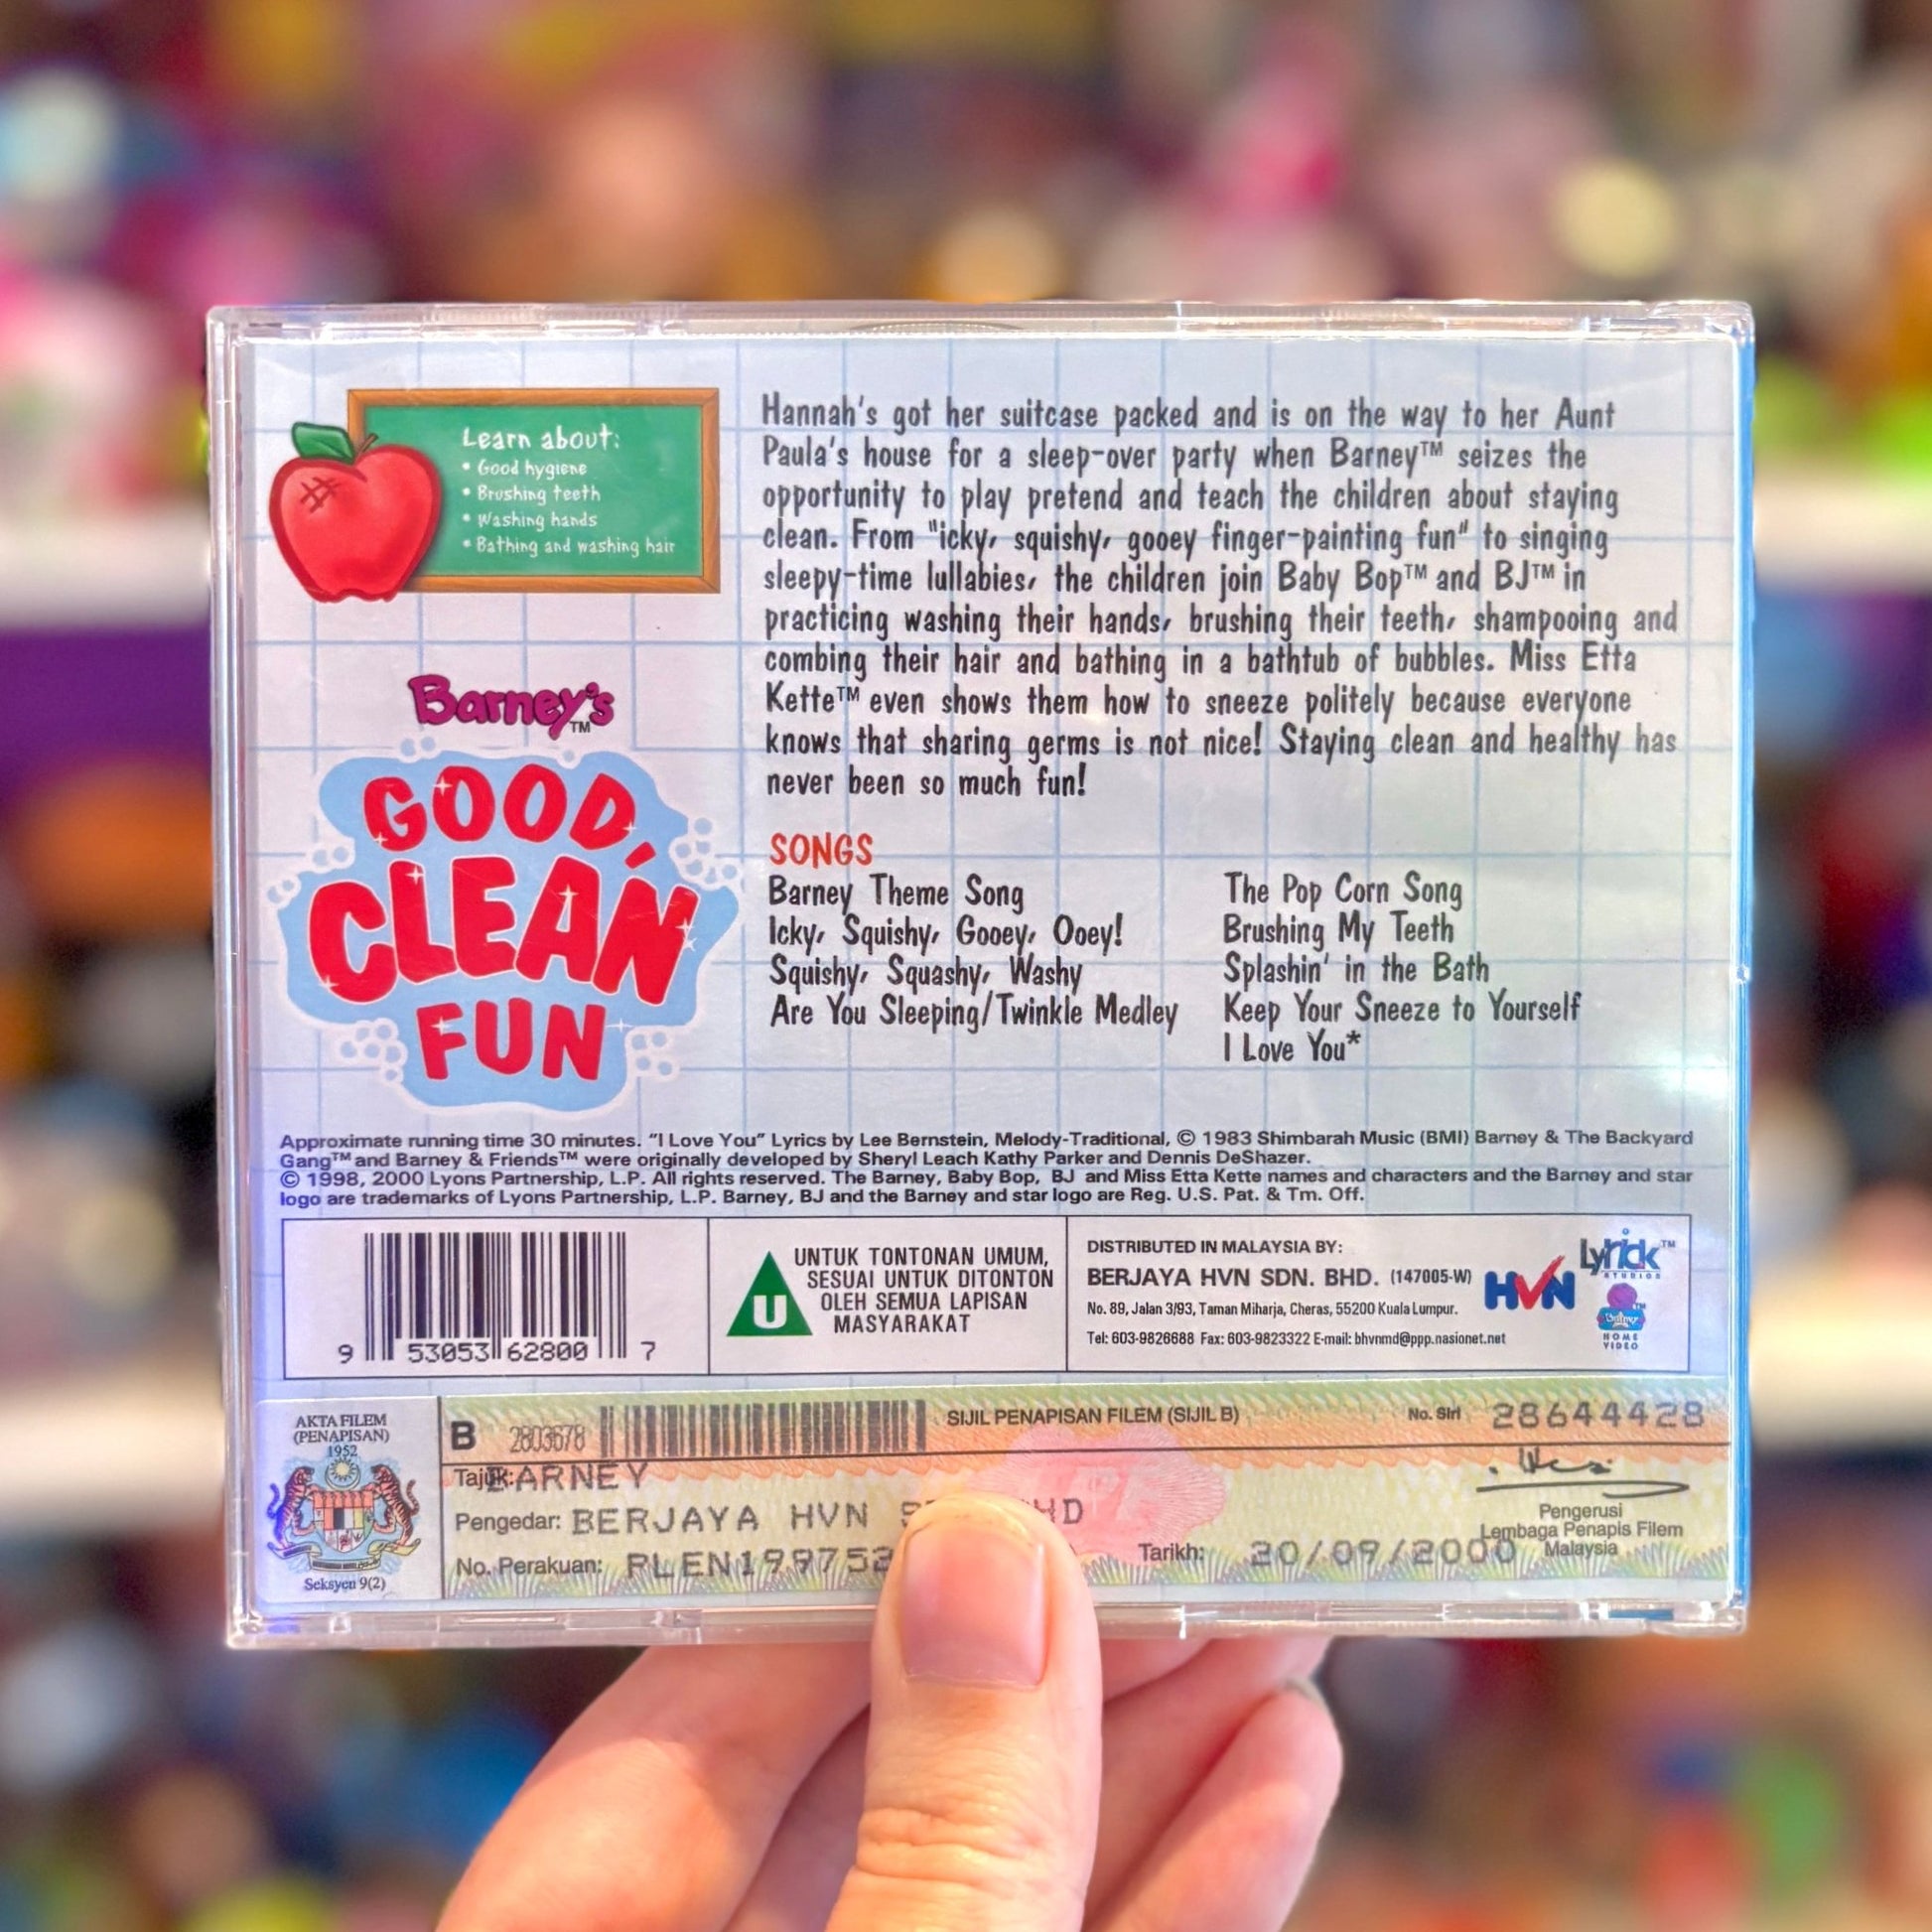 Learn about:
• Good hygiene
• Brushing teeth
• Washing hands
• Bathing and washing hair
Barney's™
GOOD,
CLEAN
FUN
Hannah's got her suitcase packed and is on the way to her Aunt
Paula's house for a sleep-over party when Barney™ seizes the
opportunity to play pretend and teach the children about staying
clean. From "icky, squishy, gooey finger-painting fun" to singing
sleepy-time lullabies, the children join Baby Bop™ and BJ™ in
practicing washing their hands, brushing their teeth, shampooing and
combing their hair and bathing in a bathtub of bubbles. Miss Etta
Kette™ even shows them how to sneeze politely because everyone
knows that sharing germs is not nice! Staying clean and healthy has
never been so much fun!
SONGS
Barney Theme Song
Icky, Squishy, Gooey, Ooey!
Squishy, Squashy, Washy
Are You Sleeping/Twinkle Medley
The Pop Corn Song
Brushing My Teeth
Splashin' in the Bath
Keep Your Sneeze to Yourself
I Love You*
Approximate running time 30 minutes. "I Love You" Lyrics by Lee Bernstein, Melody-Traditional, © 1983 Shimbarah Music (BMI) Barney & The Backyard
Gang™ and Barney & Friends™ were originally developed by Sheryl Leach Kathy Parker and Dennis DeShazer.
© 1998, 2000 Lyons Partnership, L.P. All rights reserved. The Barney, Baby Bop, BJ and Miss Etta Kette names and characters and the Barney and star
logo are trademarks of Lyons Partnership, L.P. Barney, BJ and the Barney and star logo are Reg. U.S. Pat. & Tm. Off.
9 53053 62800 7
U
UNTUK TONTONAN UMUM,
SESUAI UNTUK DITONTON
OLEH SEMUA LAPISAN
MASYARAKAT
DISTRIBUTED IN MALAYSIA BY:
BERJAYA HVN SDN. BHD. (147005-W)
No. 89, Jalan 3/93, Taman Miharja, Cheras, 55200 Kuala Lumpur.
Tel: 603-9826688 Fax: 603-9823322 E-mail: bhvnmd@ppp.nasionet.net
HVN
Lyrick™
STUDIOS
Barney
HOME
VIDEO
AKTA FILEM
(PENAPISAN)
1952
Seksyen 9(2)
B 2803678
SIJIL PENAPISAN FILEM (SIJIL B)
No. Siri 28644428
Tajuk: BARNEY
Pengedar: BERJAYA HVN
No. Perakuan:
Tarikh: 20/09/2000
Pengerusi
Lembaga Penapis Filem
Malaysia